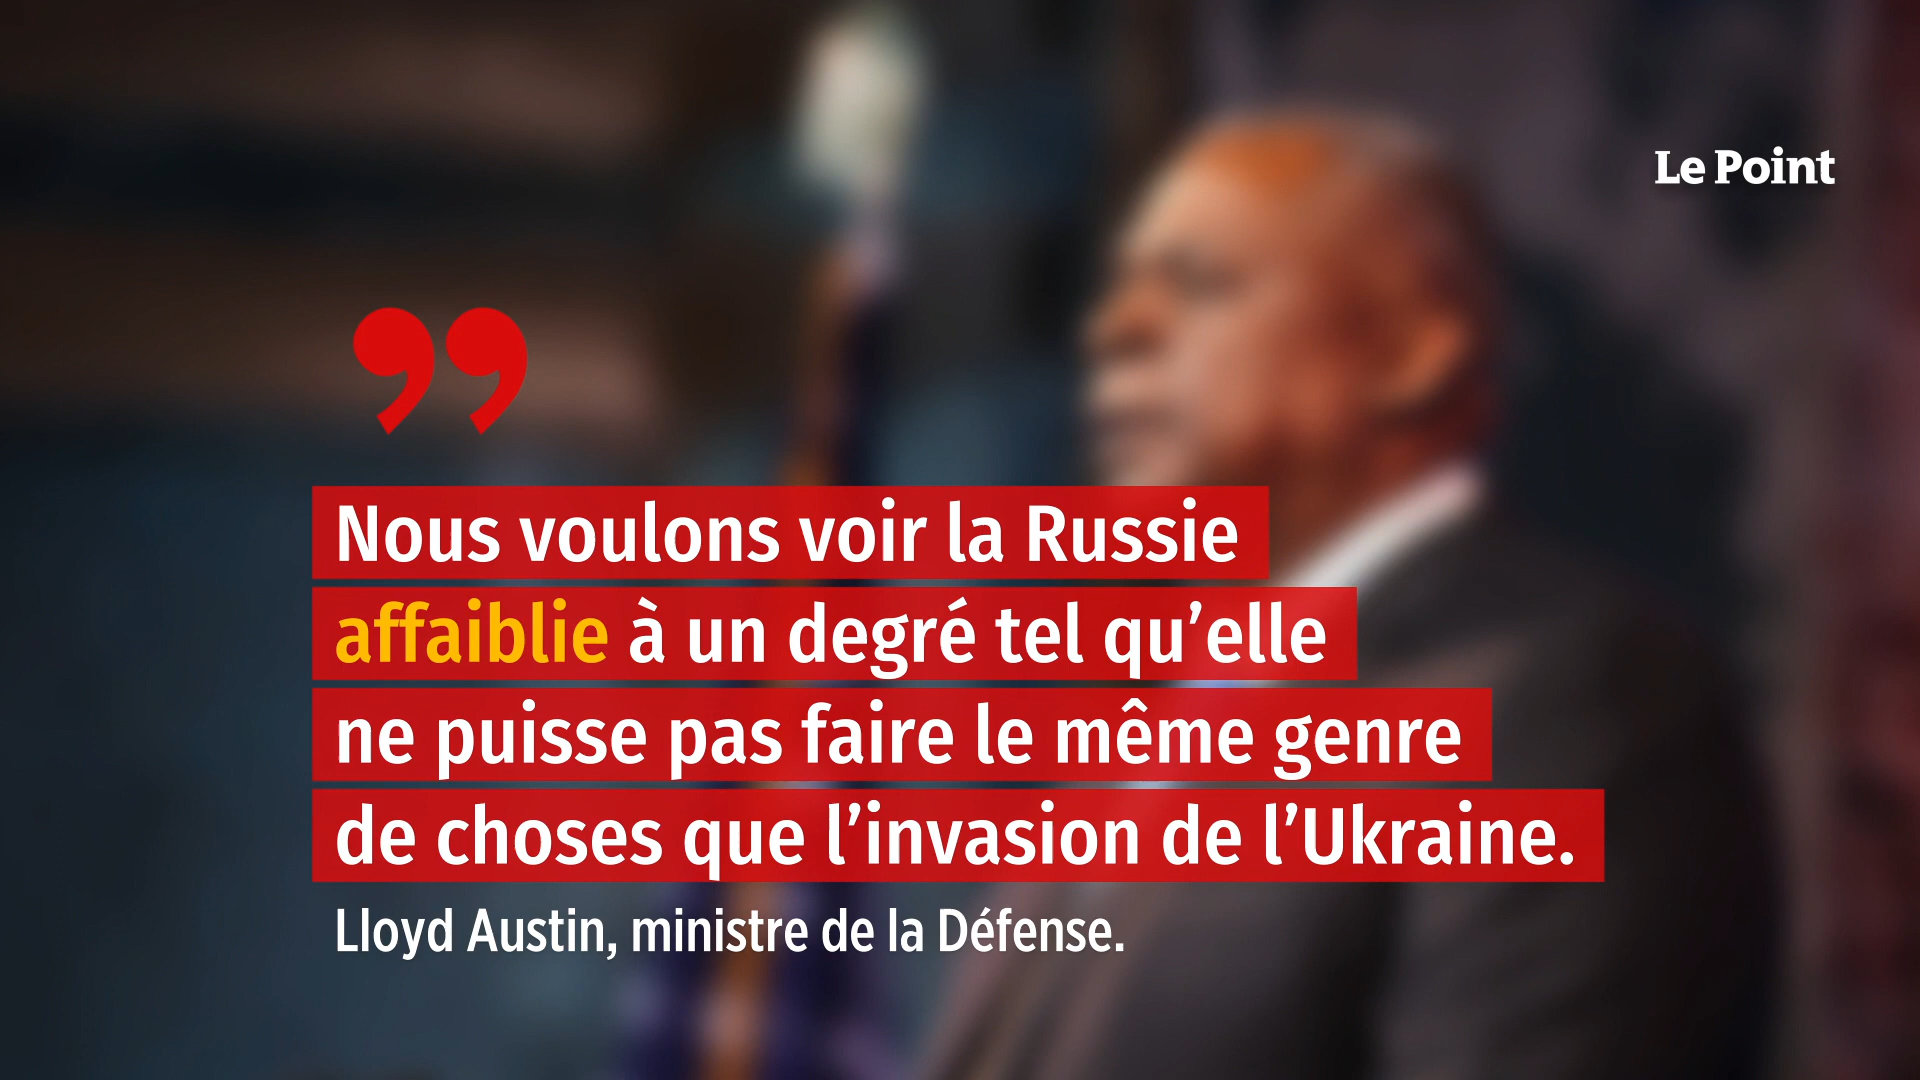 Le Point
Nous voulons voir la Russie
affaiblie à un degré tel qu’elle
ne puisse pas faire le même genre
de choses que l’invasion de l’Ukraine.
Lloyd Austin, ministre de la Défense.